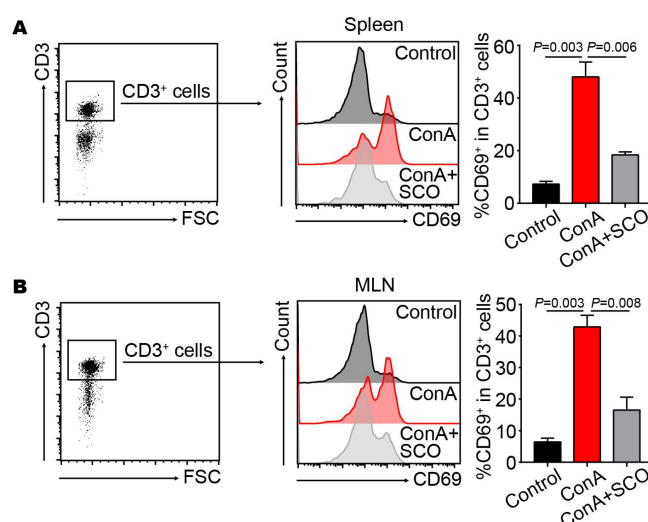 A
Spleen
CD3
CD3⁺ cells
FSC
Count
Control
ConA
ConA+
SCO
CD69
%CD69⁺ in CD3⁺ cells
60
40
20
0
P=0.003
P=0.006
Control
ConA
ConA+SCO
B
MLN
CD3
CD3⁺ cells
FSC
Count
Control
ConA
ConA+
SCO
CD69
%CD69⁺ in CD3⁺ cells
50
40
30
20
10
0
P=0.003
P=0.008
Control
ConA
ConA+SCO